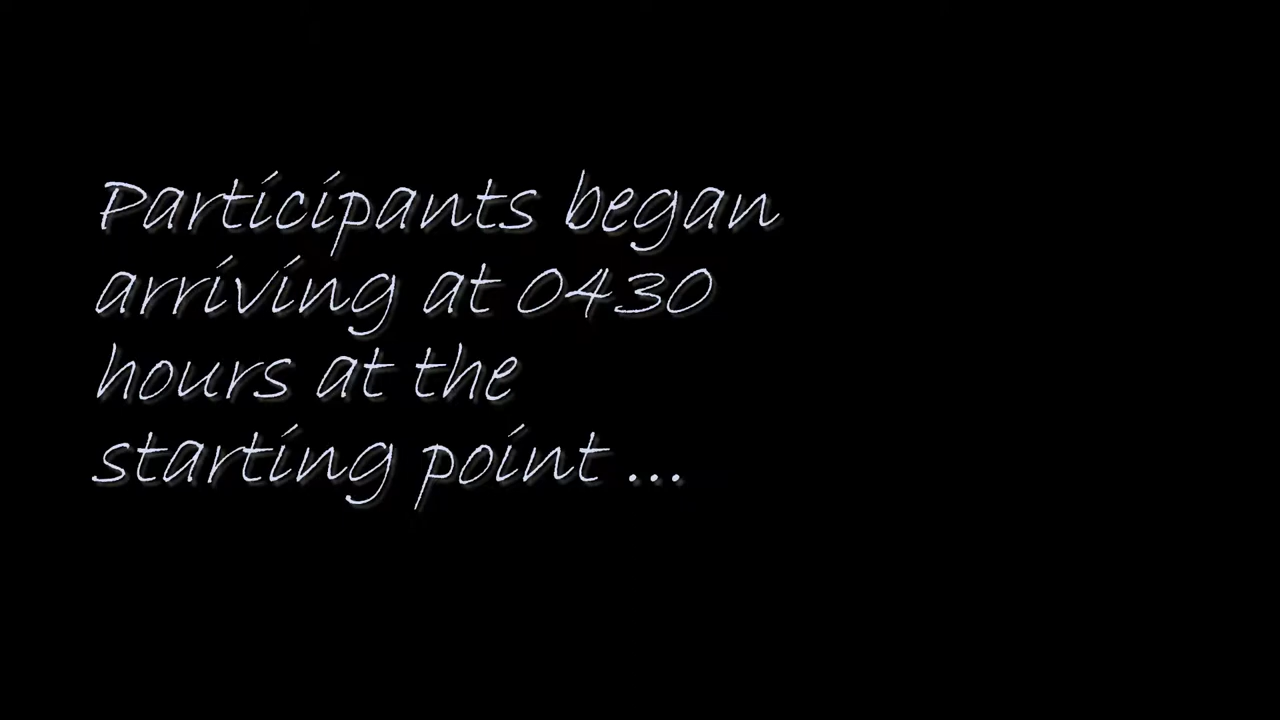 Participants began
arriving at 0430
hours at the
starting point ...